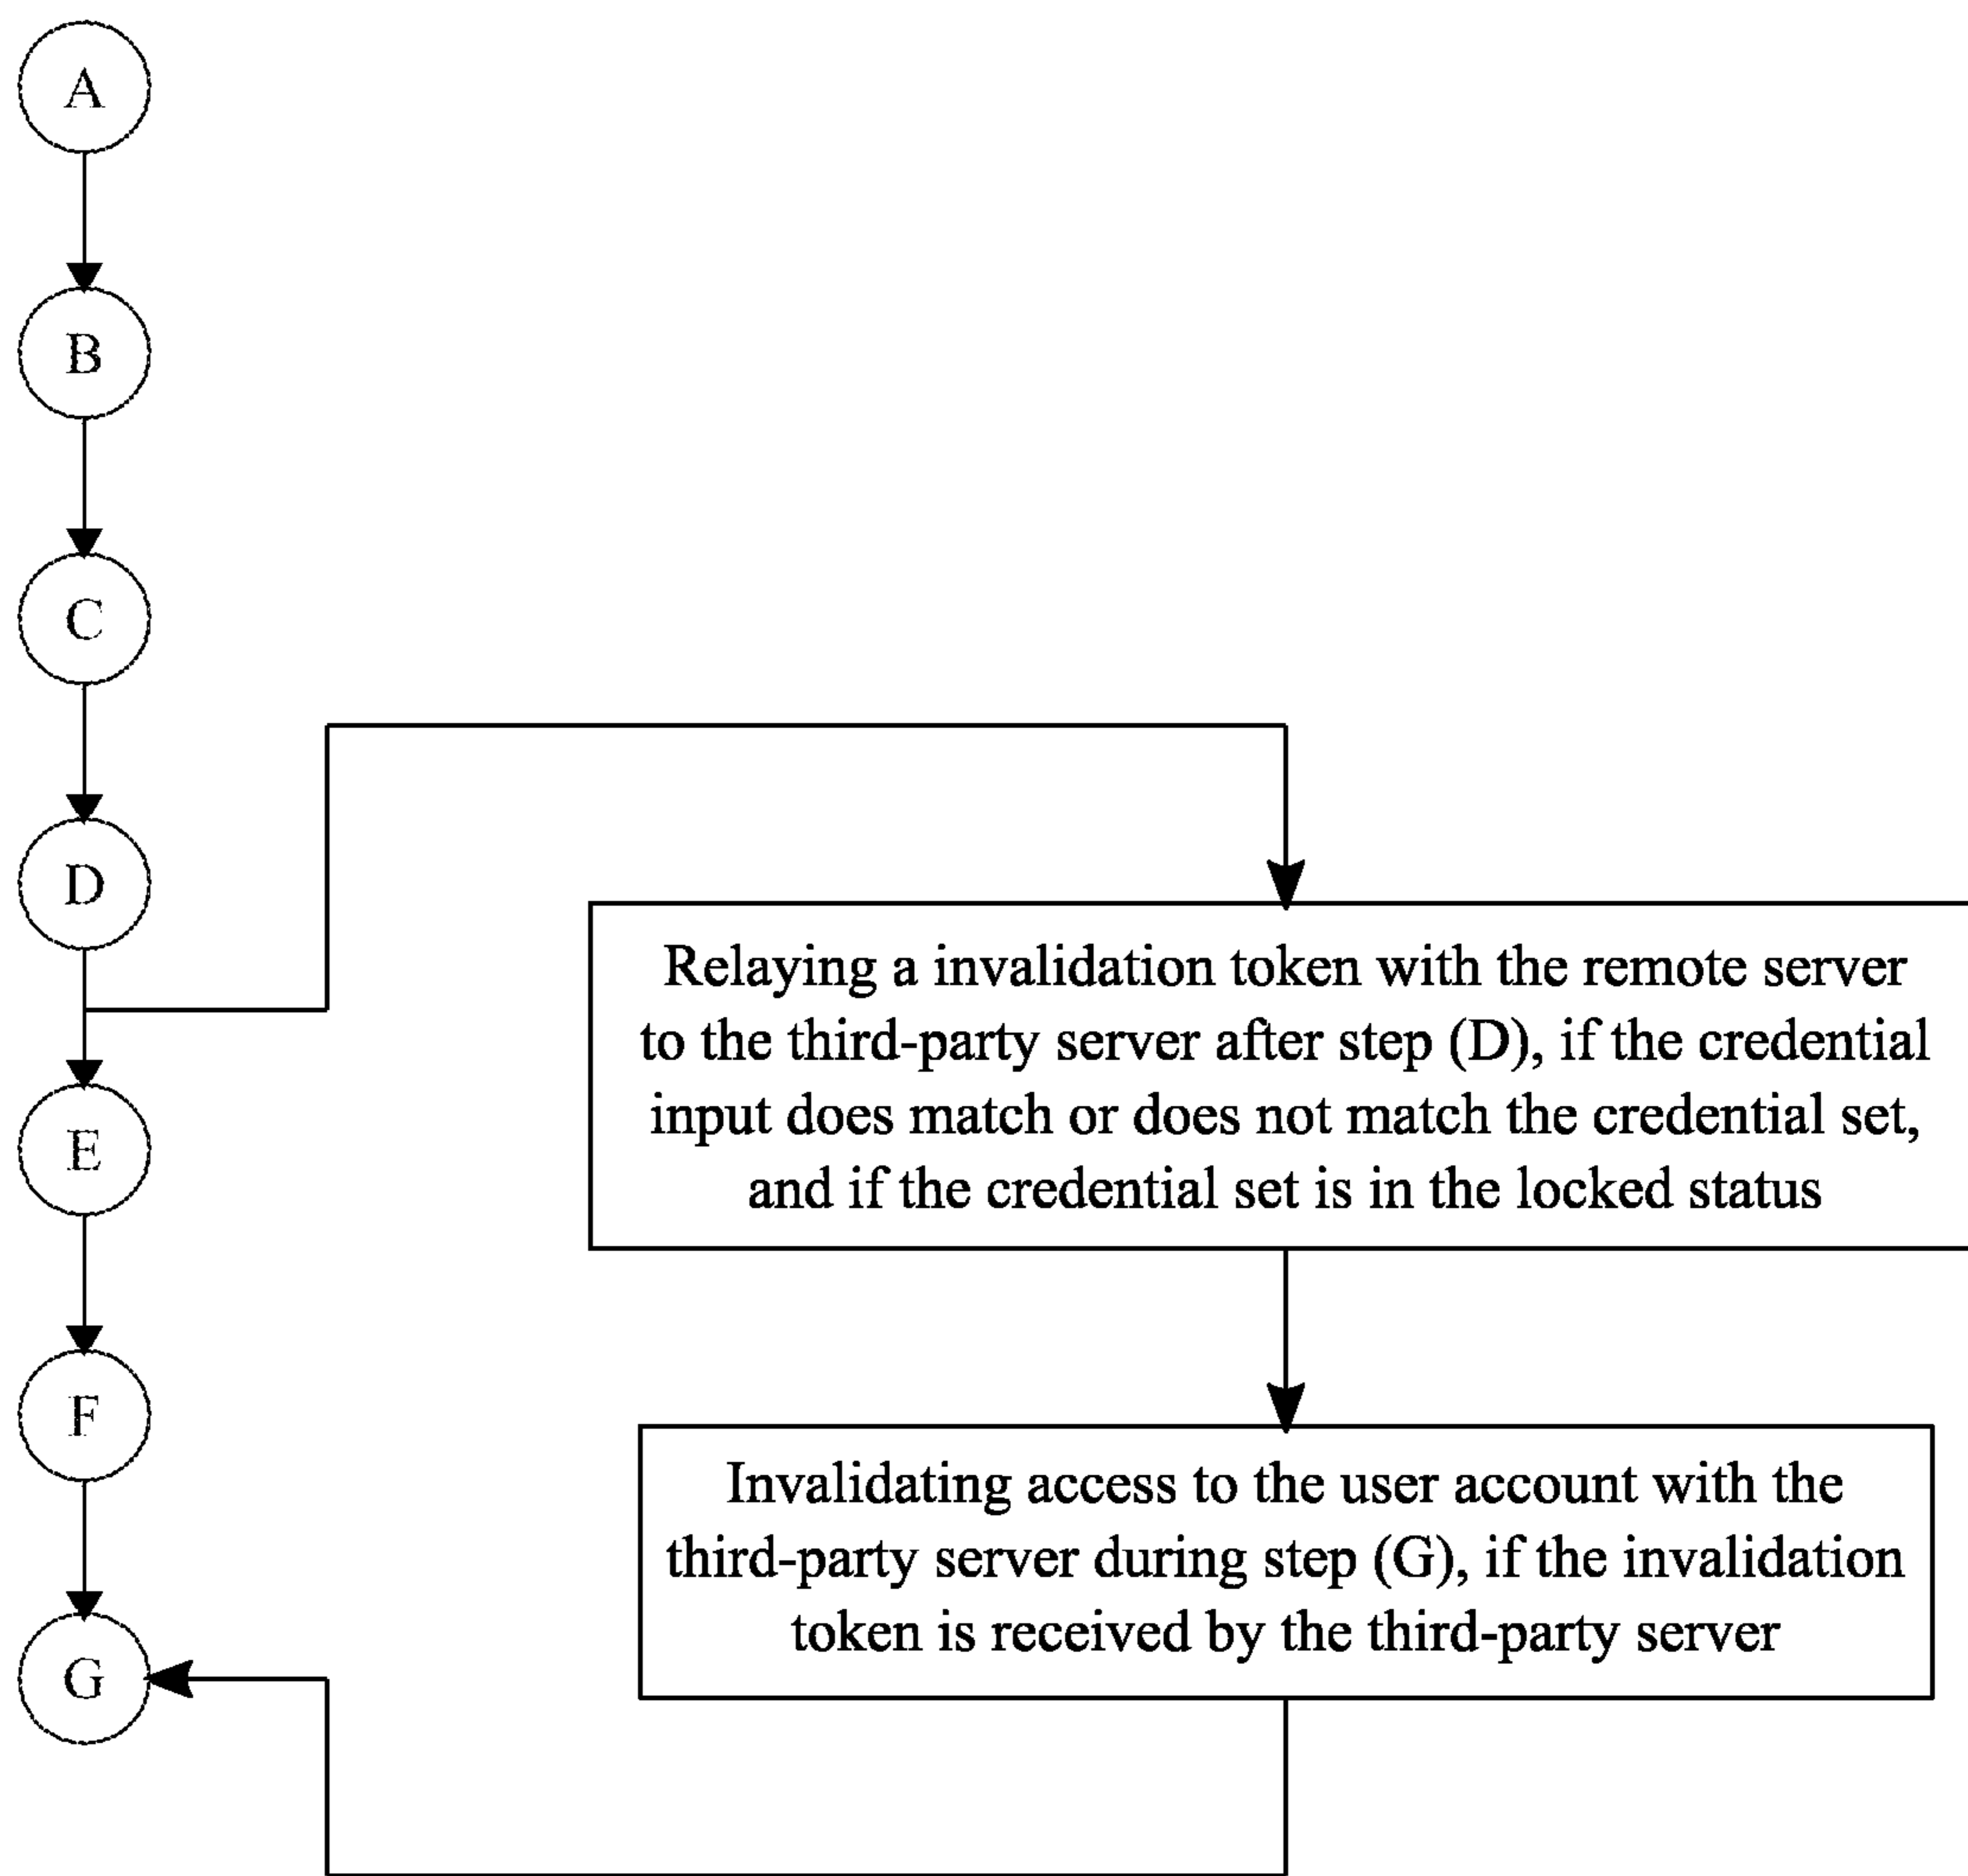 A
B
C
D
Relaying a invalidation token with the remote server
to the third-party server after step (D), if the credential
input does match or does not match the credential set,
and if the credential set is in the locked status
E
F
Invalidating access to the user account with the
third-party server during step (G), if the invalidation
token is received by the third-party server
G